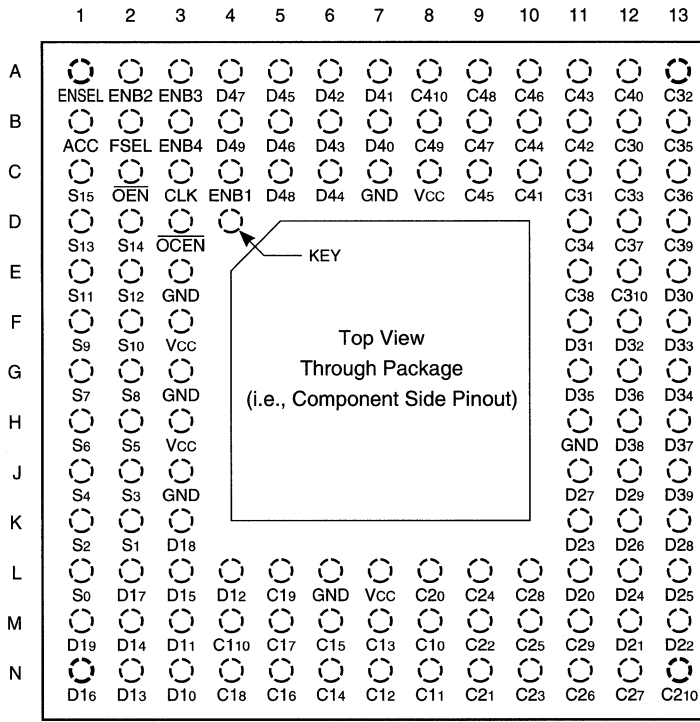 1 2 3 4 5 6 7 8 9 10 11 12 13
A
ENSEL ENB2 ENB3 D47 D45 D42 D41 C410 C48 C46 C43 C40 C32
B
ACC FSEL ENB4 D49 D46 D43 D40 C49 C47 C44 C42 C30 C35
C
S15 OEN CLK ENB1 D48 D44 GND VCC C45 C41 C31 C33 C36
D
S13 S14 OCEN KEY C34 C37 C39
E
S11 S12 GND C38 C310 D30
F
S9 S10 VCC Top View D31 D32 D33
G
Through Package
S7 S8 GND (i.e., Component Side Pinout) D35 D36 D34
H
S6 S5 VCC GND D38 D37
J
S4 S3 GND D27 D29 D39
K
S2 S1 D18 D23 D26 D28
L
S0 D17 D15 D12 C19 GND VCC C20 C24 C28 D20 D24 D25
M
D19 D14 D11 C110 C17 C15 C13 C10 C22 C25 C29 D21 D22
N
D16 D13 D10 C18 C16 C14 C12 C11 C21 C23 C26 C27 C210